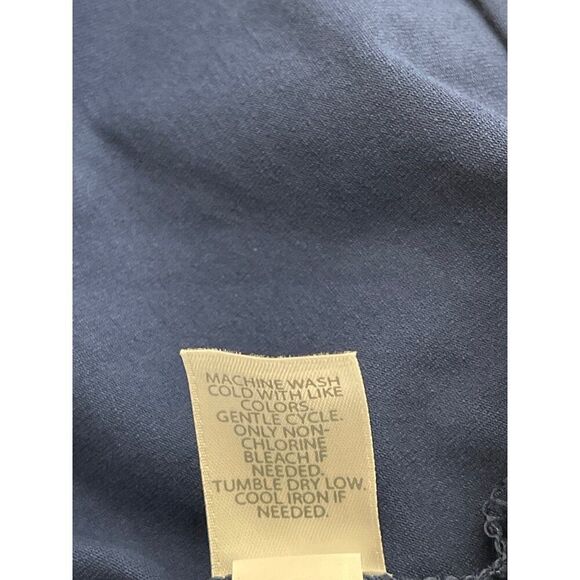 MACHINE WASH
COLD WITH LIKE
COLORS.
GENTLE CYCLE.
ONLY NON-
CHLORINE
BLEACH IF
NEEDED.
TUMBLE DRY LOW.
COOL IRON IF
NEEDED.